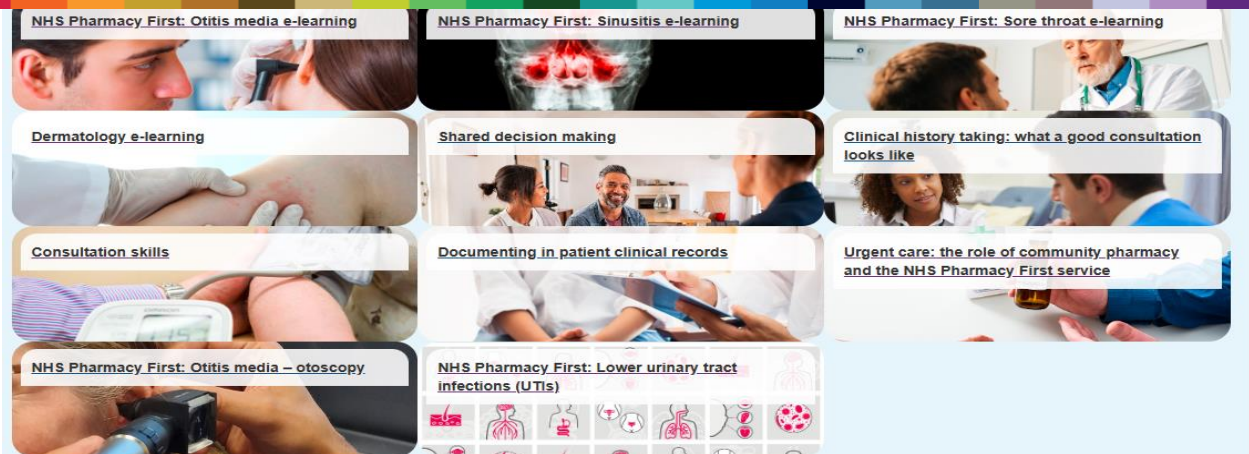 NHS Pharmacy First: Otitis media e-learning
NHS Pharmacy First: Sinusitis e-learning
NHS Pharmacy First: Sore throat e-learning
Dermatology e-learning
Shared decision making
Clinical history taking: what a good consultation
looks like
Consultation skills
Documenting in patient clinical records
Urgent care: the role of community pharmacy
and the NHS Pharmacy First service
NHS Pharmacy First: Otitis media – otoscopy
NHS Pharmacy First: Lower urinary tract
infections (UTIs)